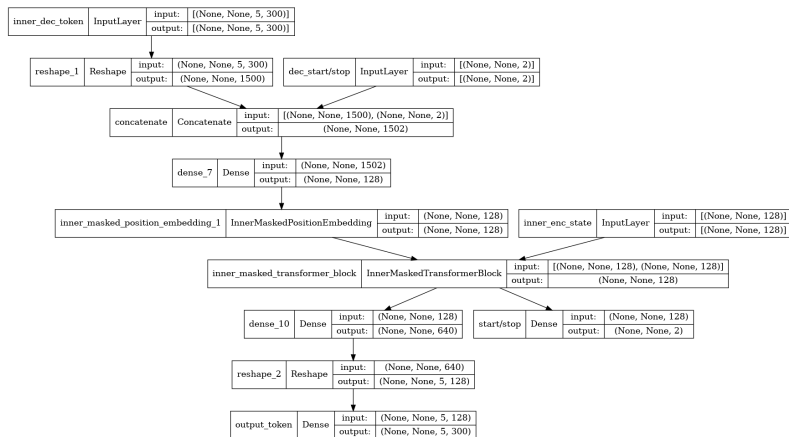 inner_dec_token InputLayer input: [(None, None, 5, 300)]
output: [(None, None, 5, 300)]
reshape_1 Reshape input: (None, None, 5, 300)
output: (None, None, 1500)
dec_start/stop InputLayer input: [(None, None, 2)]
output: [(None, None, 2)]
concatenate Concatenate input: [(None, None, 1500), (None, None, 2)]
output: (None, None, 1502)
dense_7 Dense input: (None, None, 1502)
output: (None, None, 128)
inner_masked_position_embedding_1 InnerMaskedPositionEmbedding input: (None, None, 128)
output: (None, None, 128)
inner_enc_state InputLayer input: [(None, None, 128)]
output: [(None, None, 128)]
inner_masked_transformer_block InnerMaskedTransformerBlock input: [(None, None, 128), (None, None, 128)]
output: (None, None, 128)
dense_10 Dense input: (None, None, 128)
output: (None, None, 640)
start/stop Dense input: (None, None, 128)
output: (None, None, 2)
reshape_2 Reshape input: (None, None, 640)
output: (None, None, 5, 128)
output_token Dense input: (None, None, 5, 128)
output: (None, None, 5, 300)